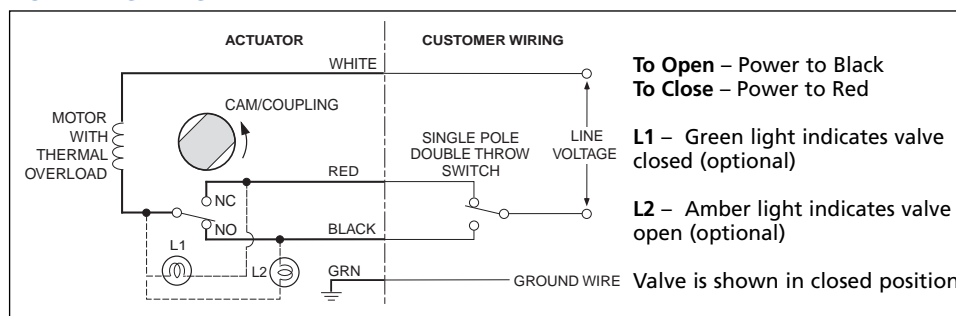 ACTUATOR
CUSTOMER WIRING
WHITE
CAM/COUPLING
MOTOR
WITH
THERMAL
OVERLOAD
SINGLE POLE
DOUBLE THROW
SWITCH
LINE
VOLTAGE
RED
NC
NO
BLACK
L1
L2
GRN
GROUND WIRE
To Open – Power to Black
To Close – Power to Red
L1 – Green light indicates valve
closed (optional)
L2 – Amber light indicates valve
open (optional)
Valve is shown in closed position